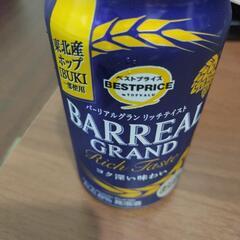 東北産
ホップ
IBUKI
一部使用
ベストプライス
BESTPRICE
by TOPVALU
バーリアルグラン リッチテイスト
BARREAL
GRAND
Rich Taste
コク深い味わい